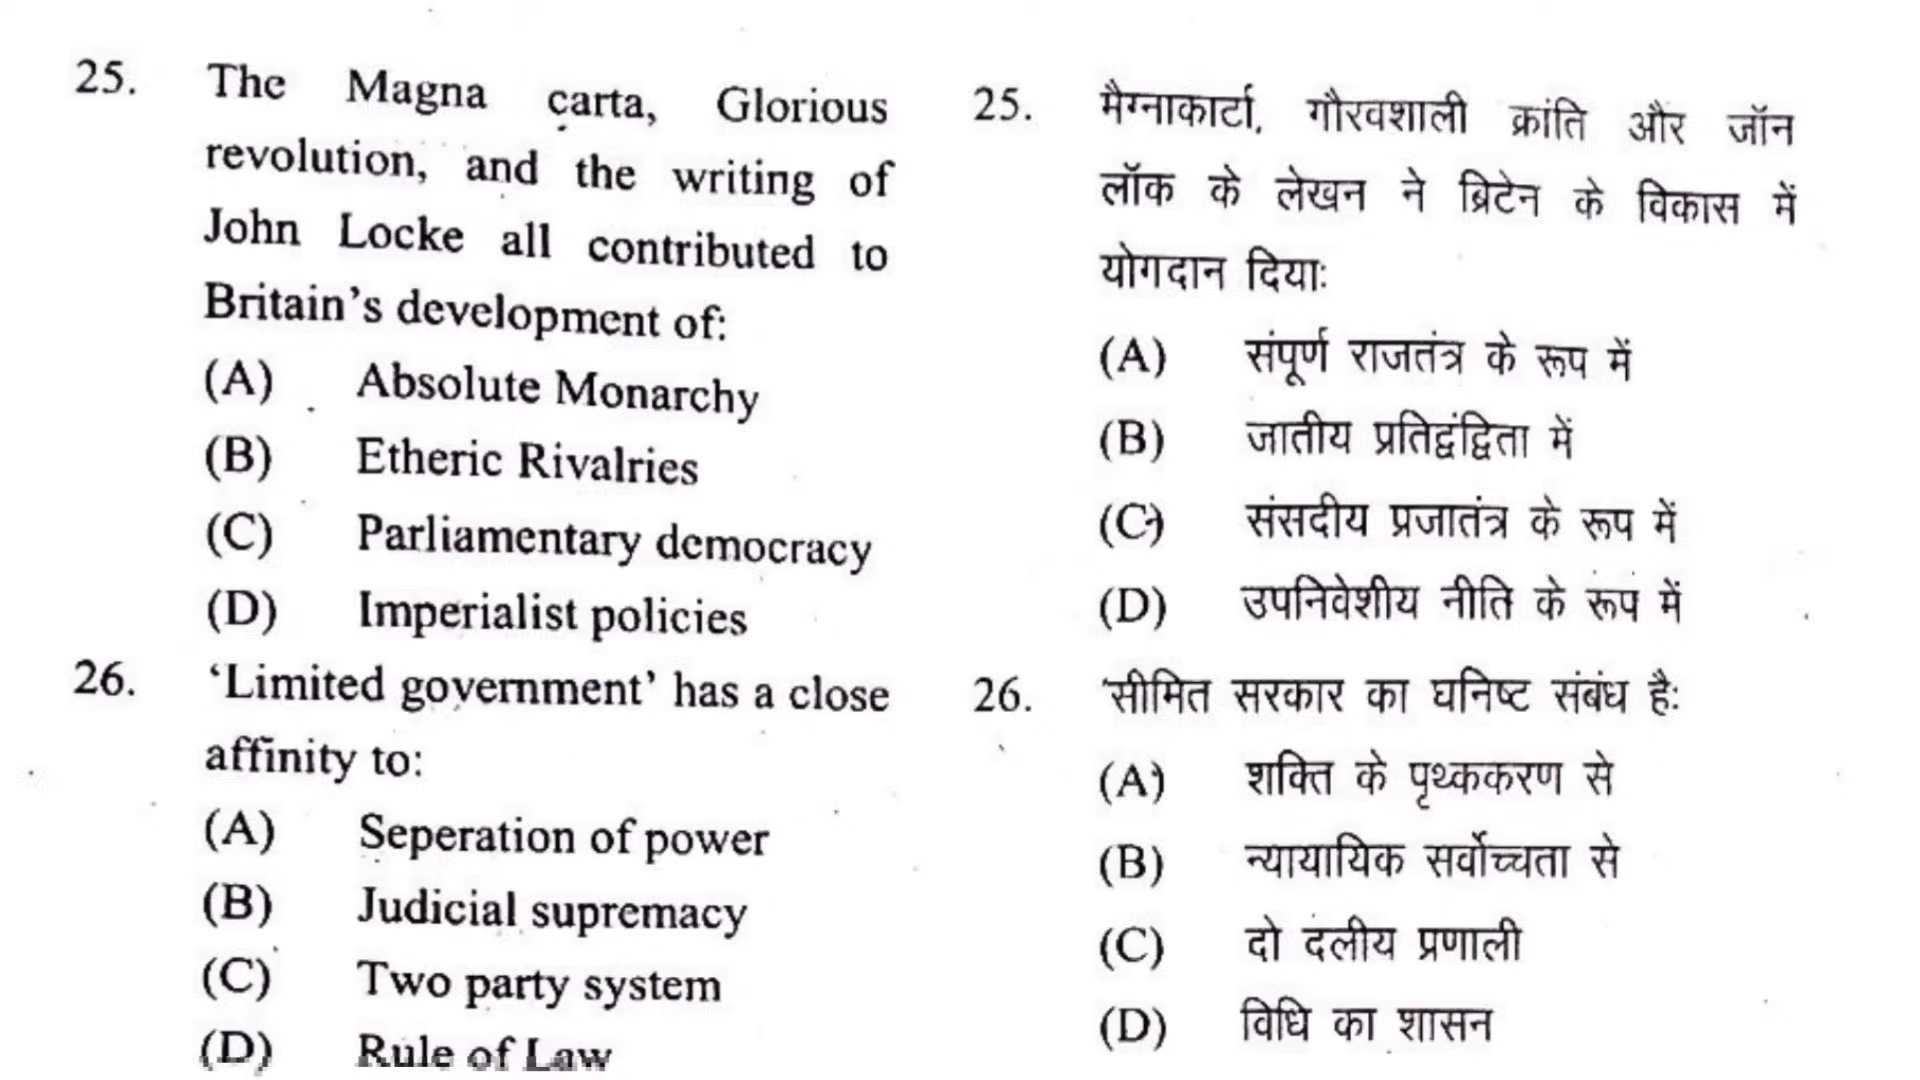 25. The Magna carta, Glorious
revolution, and the writing of
John Locke all contributed to
Britain's development of:
(A) Absolute Monarchy
(B) Etheric Rivalries
(C) Parliamentary democracy
(D) Imperialist policies
26. 'Limited government' has a close
affinity to:
(A) Seperation of power
(B) Judicial supremacy
(C) Two party system
(D) Rule of Law
25. मैग्नाकार्टा, गौरवशाली क्रांति और जॉन
लॉक के लेखन ने ब्रिटेन के विकास में
योगदान दियाः
(A) संपूर्ण राजतंत्र के रूप में
(B) जातीय प्रतिद्वंद्विता में
(C) संसदीय प्रजातंत्र के रूप में
(D) उपनिवेशीय नीति के रूप में
26. 'सीमित सरकार का घनिष्ट संबंध हैः
(A) शक्ति के पृथ्ककरण से
(B) न्यायायिक सर्वोच्चता से
(C) दो दलीय प्रणाली
(D) विधि का शासन